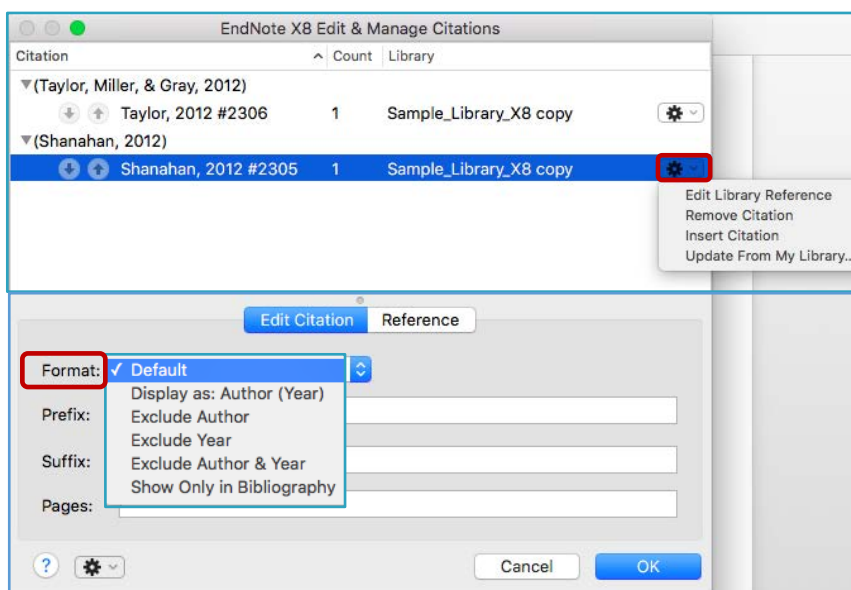 EndNote X8 Edit & Manage Citations
Citation Count Library
(Taylor, Miller, & Gray, 2012)
Taylor, 2012 #2306 1 Sample_Library_X8 copy
(Shanahan, 2012)
Shanahan, 2012 #2305 1 Sample_Library_X8 copy
Edit Library Reference
Remove Citation
Insert Citation
Update From My Library..
Edit Citation Reference
Format: ✓ Default
Display as: Author (Year)
Prefix: Exclude Author
Exclude Year
Suffix: Exclude Author & Year
Show Only in Bibliography
Pages:
? Cancel OK